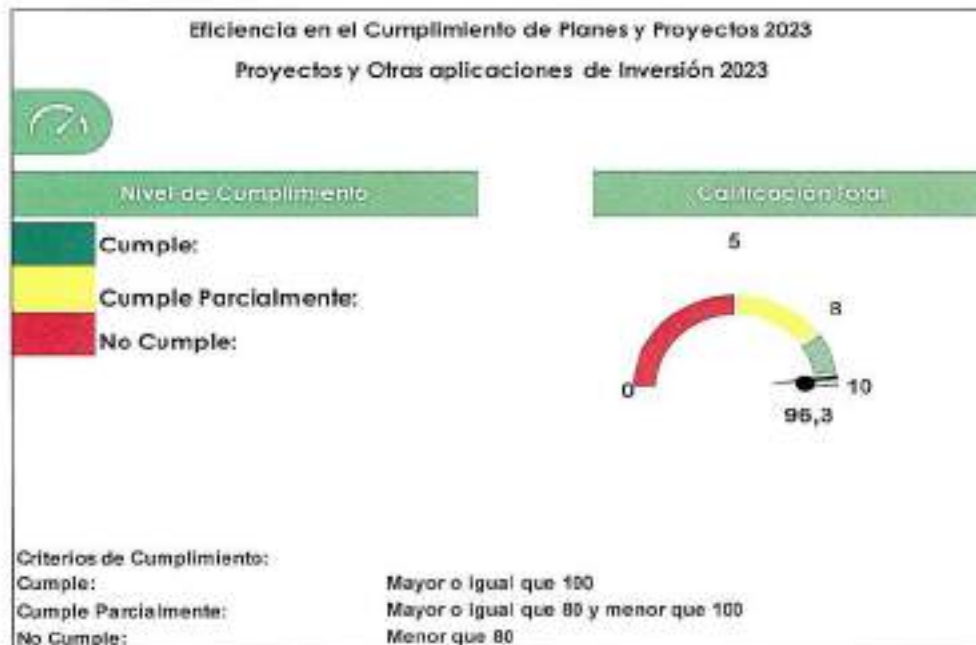 Eficiencia en el Cumplimiento de Planes y Proyectos 2023
Proyectos y Otras aplicaciones de Inversión 2023
Nivel de Cumplimiento
Calificación Total
Cumple:
Cumple Parcialmente:
No Cumple:
5
8
0
10
96,3
Criterios de Cumplimiento:
Cumple: Mayor o igual que 100
Cumple Parcialmente: Mayor o igual que 80 y menor que 100
No Cumple: Menor que 80